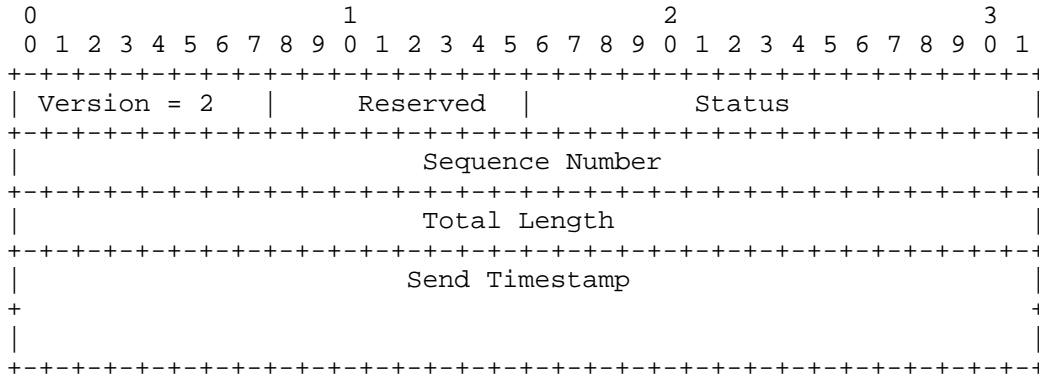 0                   1                   2                   3
 0 1 2 3 4 5 6 7 8 9 0 1 2 3 4 5 6 7 8 9 0 1 2 3 4 5 6 7 8 9 0 1
+-+-+-+-+-+-+-+-+-+-+-+-+-+-+-+-+-+-+-+-+-+-+-+-+-+-+-+-+-+-+-+-+
| Version = 2   |     Reserved  |          Status               |
+-+-+-+-+-+-+-+-+-+-+-+-+-+-+-+-+-+-+-+-+-+-+-+-+-+-+-+-+-+-+-+-+
|                         Sequence Number                       |
+-+-+-+-+-+-+-+-+-+-+-+-+-+-+-+-+-+-+-+-+-+-+-+-+-+-+-+-+-+-+-+-+
|                         Total Length                          |
+-+-+-+-+-+-+-+-+-+-+-+-+-+-+-+-+-+-+-+-+-+-+-+-+-+-+-+-+-+-+-+-+
|                        Send Timestamp                         |
+                                                               +
|                                                               |
+-+-+-+-+-+-+-+-+-+-+-+-+-+-+-+-+-+-+-+-+-+-+-+-+-+-+-+-+-+-+-+-+